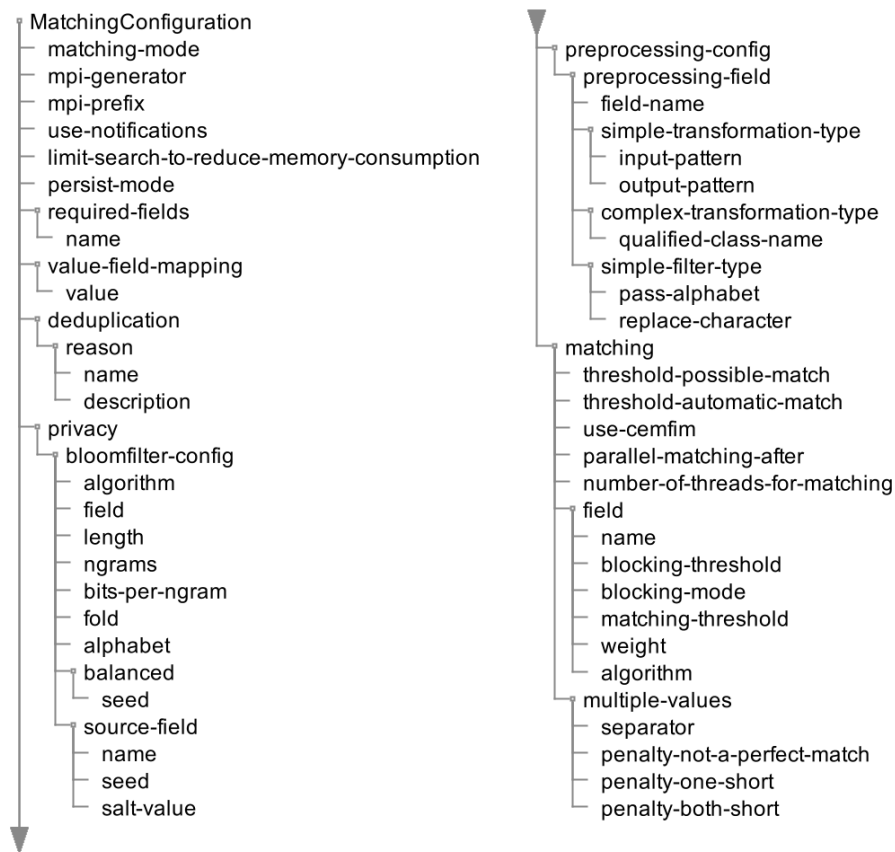 MatchingConfiguration
matching-mode
mpi-generator
mpi-prefix
use-notifications
limit-search-to-reduce-memory-consumption
persist-mode
required-fields
name
value-field-mapping
value
deduplication
reason
name
description
privacy
bloomfilter-config
algorithm
field
length
ngrams
bits-per-ngram
fold
alphabet
balanced
seed
source-field
name
seed
salt-value
preprocessing-config
preprocessing-field
field-name
simple-transformation-type
input-pattern
output-pattern
complex-transformation-type
qualified-class-name
simple-filter-type
pass-alphabet
replace-character
matching
threshold-possible-match
threshold-automatic-match
use-cemfim
parallel-matching-after
number-of-threads-for-matching
field
name
blocking-threshold
blocking-mode
matching-threshold
weight
algorithm
multiple-values
separator
penalty-not-a-perfect-match
penalty-one-short
penalty-both-short